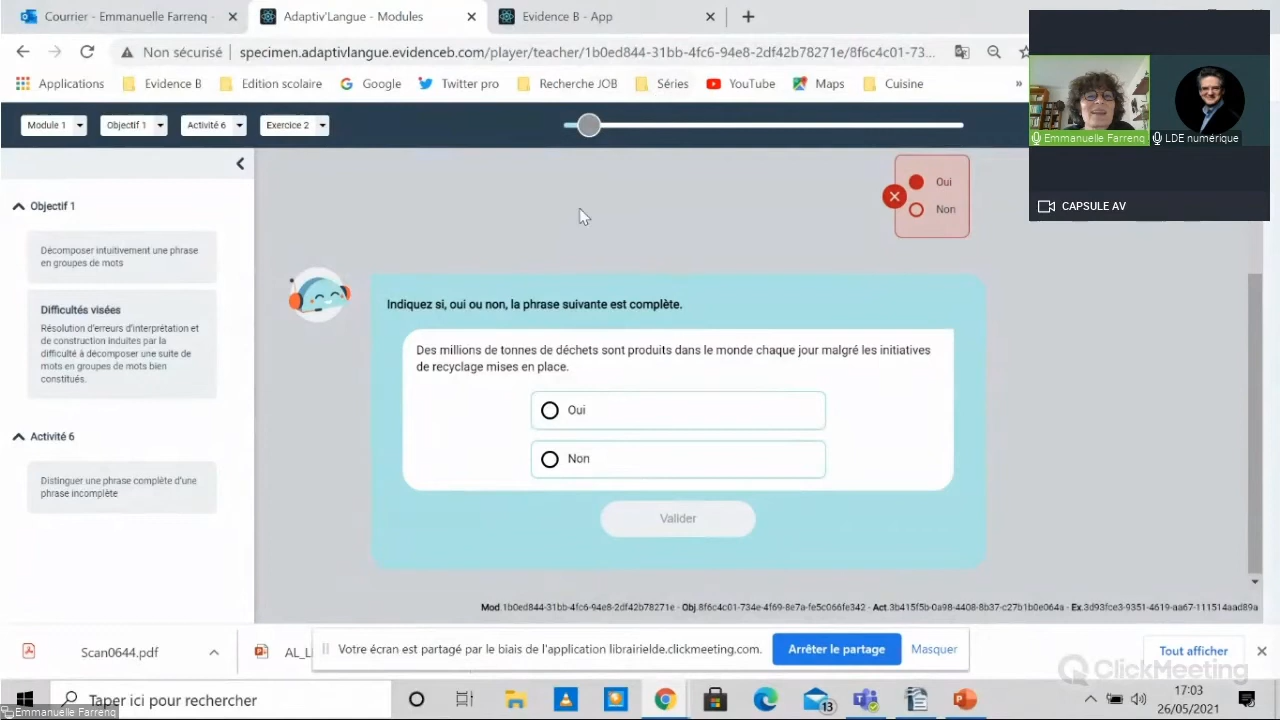 Courrier - Emmanuelle Farrenq -
Adaptiv'Langue - Modules
Evidence B - App
Non sécurisé
specimen.adaptivlangue.evidenceb.com/player/teacher/1b0ed844-31bb-4fc6-94e8-2df42b78271e/8f6c4c01-73...
Applications
Evidence B
Edition scolaire
Google
Twitter pro
Recherche JOB
Séries
YouTube
Maps
Cuisine
»
Module 1
Objectif 1
Activité 6
Exercice 2
Emmanuelle Farrenq
LDE numérique
CAPSULE AV
Oui
Non
Objectif 1
Décomposer intuitivement une phrase
en groupes de mots
Difficultés visées
Résolution d'erreurs d'interprétation et
de construction induites par la
difficulté à décomposer une suite de
mots en groupes de mots bien
constitués.
Activité 6
Distinguer une phrase complète d'une
phrase incomplète
Indiquez si, oui ou non, la phrase suivante est complète.
Des millions de tonnes de déchets sont produits dans le monde chaque jour malgré les initiatives
de recyclage mises en place.
Oui
Non
Valider
Mod.1b0ed844-31bb-4fc6-94e8-2df42b78271e - Obj.8f6c4c01-734e-4f69-8e7a-fe5c066fe342 - Act.3b415f5b-0a98-4408-8b37-c27b1b0e064a - Ex.3d93fce3-9351-4619-aa67-111514aad89a
Scan0644.pdf
AL_L
Votre écran est partagé par le biais de l'application librairielde.clickmeeting.com.
Arrêter le partage
Masquer
Tout afficher
ClickMeeting
Taper ici pour rechercher
13
17:03
26/05/2021
Emmanuelle Farrenq